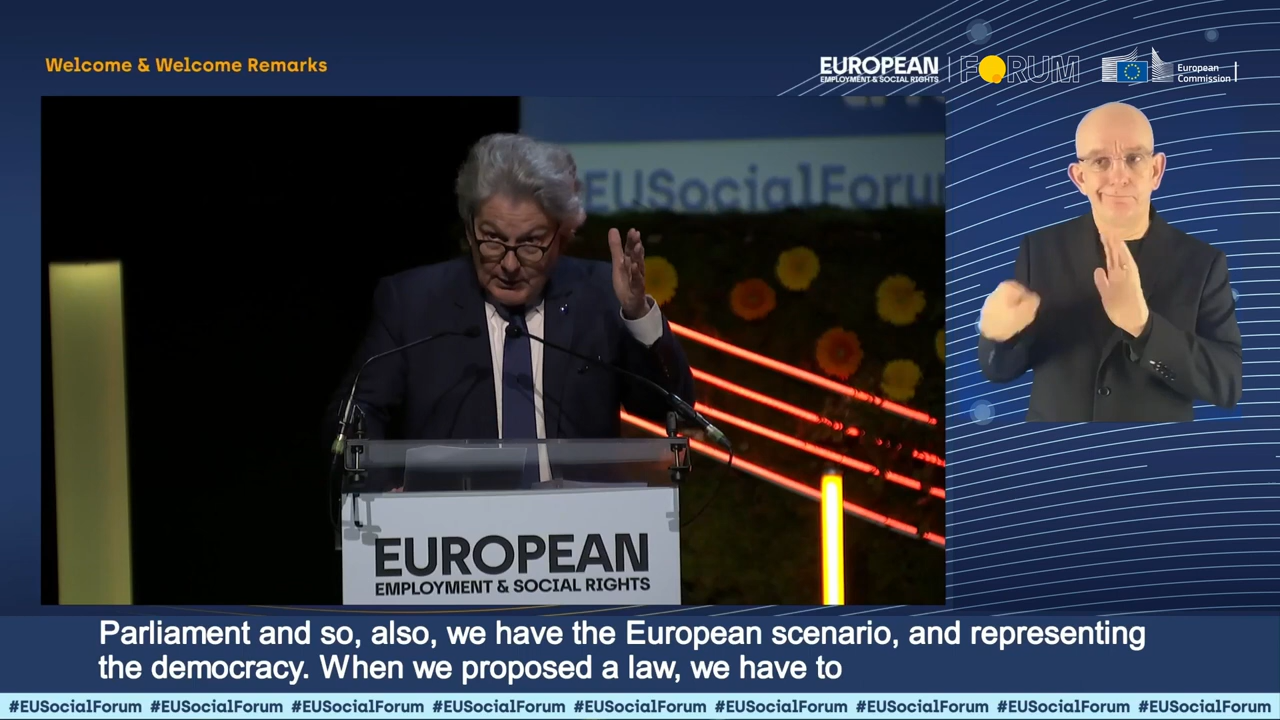 Welcome & Welcome Remarks
EUROPEAN
EMPLOYMENT & SOCIAL RIGHTS
FORUM
European
Commission
#EUSocialForum
EUROPEAN
EMPLOYMENT & SOCIAL RIGHTS
Parliament and so, also, we have the European scenario, and representing
the democracy. When we proposed a law, we have to
#EUSocialForum #EUSocialForum #EUSocialForum #EUSocialForum #EUSocialForum #EUSocialForum #EUSocialForum #EUSocialForum #EUSocialForum